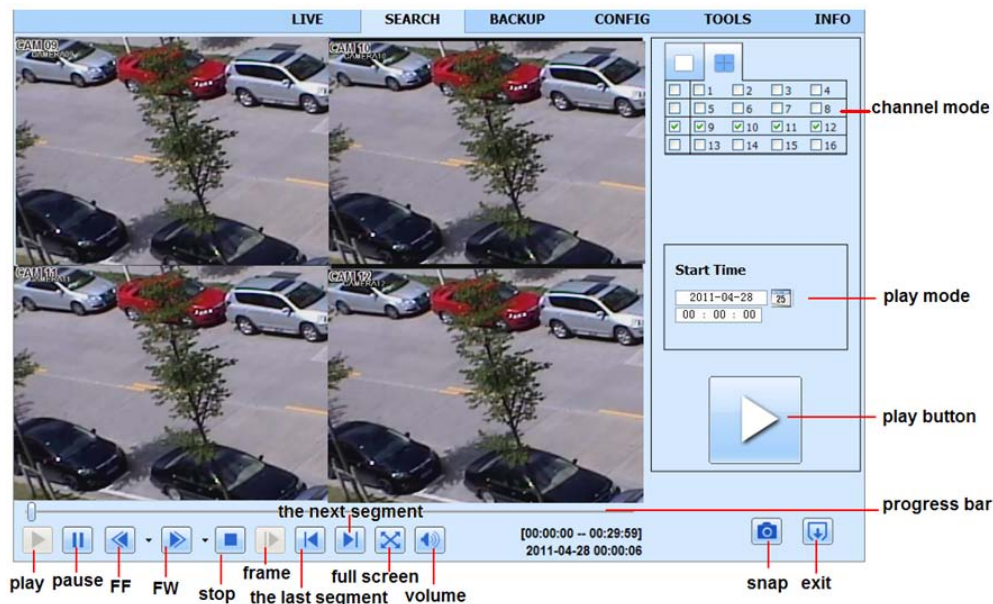 LIVE SEARCH BACKUP CONFIG TOOLS INFO
CAM 09
CAMERA09
CAM 10
CAMERA10
1 2 3 4
5 6 7 8
9 10 11 12
13 14 15 16
channel mode
CAM 11
CAMERA11
CAM 12
CAMERA12
Start Time
2011-04-28 25
00 : 00 : 00
play mode
play button
progress bar
the next segment
[00:00:00 -- 00:29:59]
2011-04-28 00:00:06
play pause FF FW stop frame the last segment full screen volume snap exit